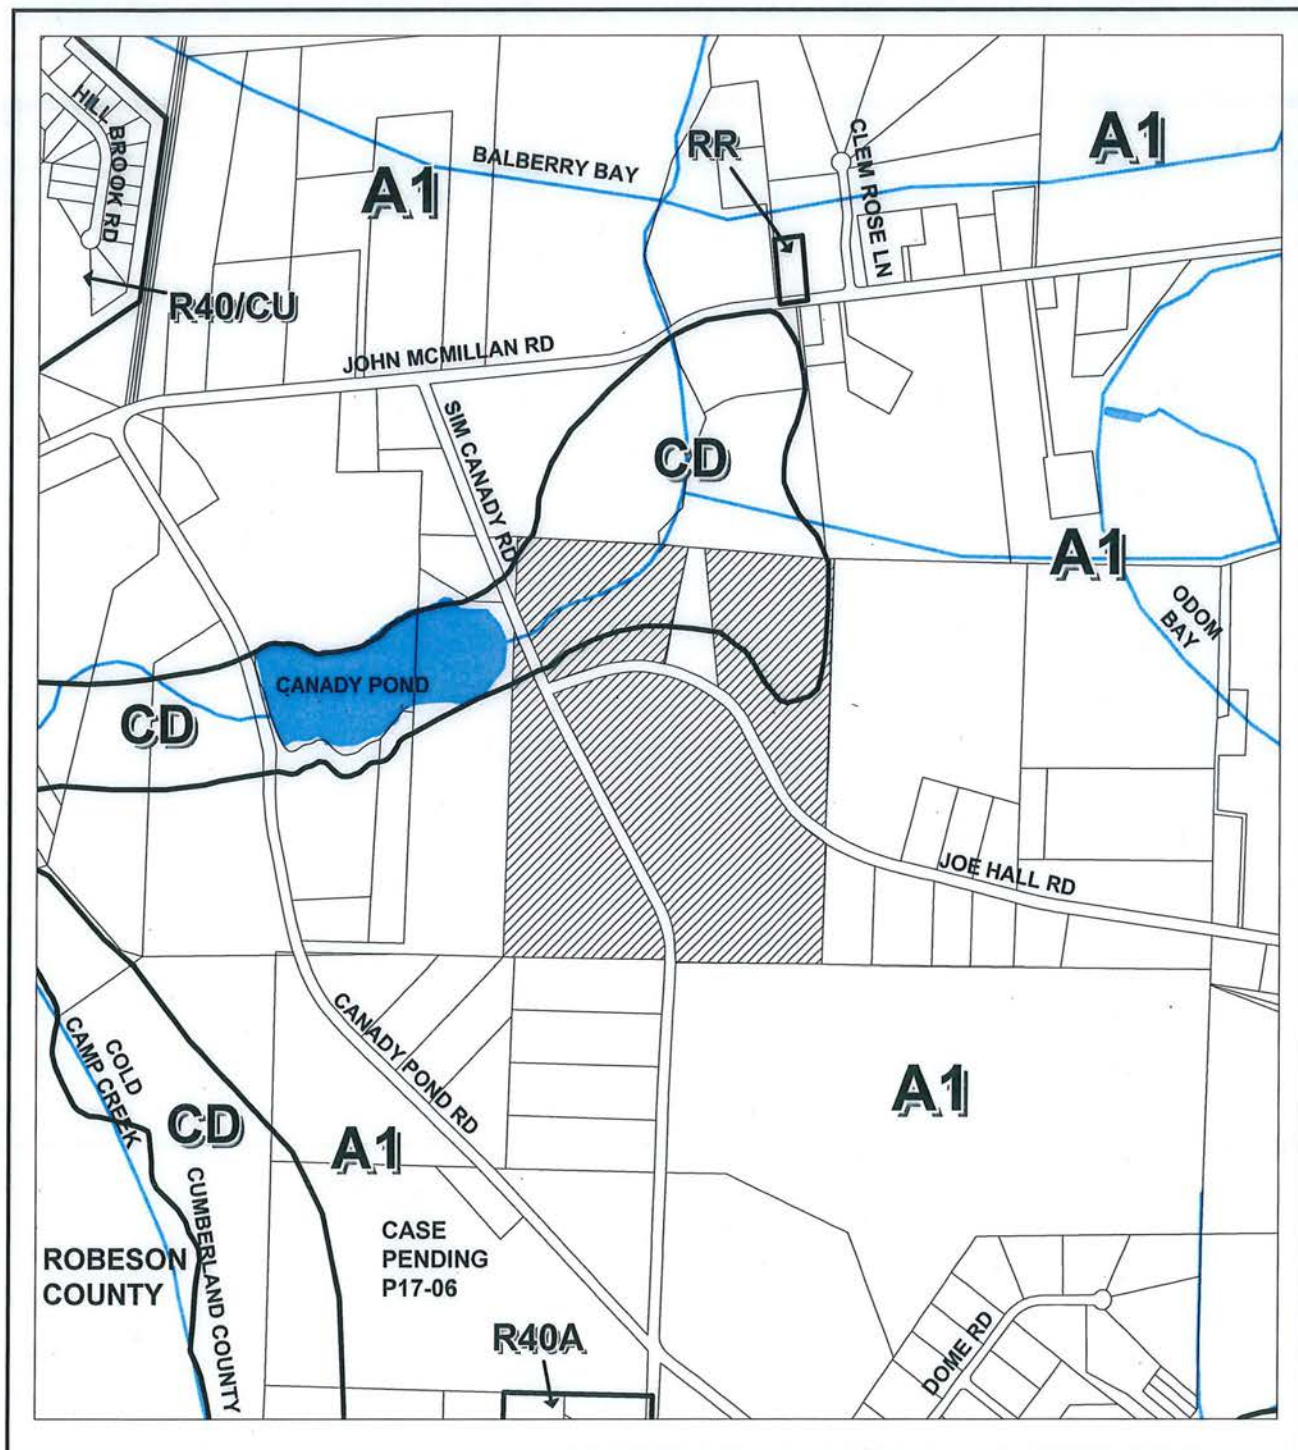 HILL BROOK RD
A1
BALBERRY BAY
RR
CLEM ROSE LN
A1
R40/CU
JOHN MCMILLAN RD
SIM CANADY RD
CD
A1
ODOM
BAY
CANADY POND
CD
JOE HALL RD
CANADY POND RD
COLD
CAMP CREEK
CD
A1
A1
CUMBERLAND COUNTY
ROBESON
COUNTY
CASE
PENDING
P17-06
R40A
DOME RD